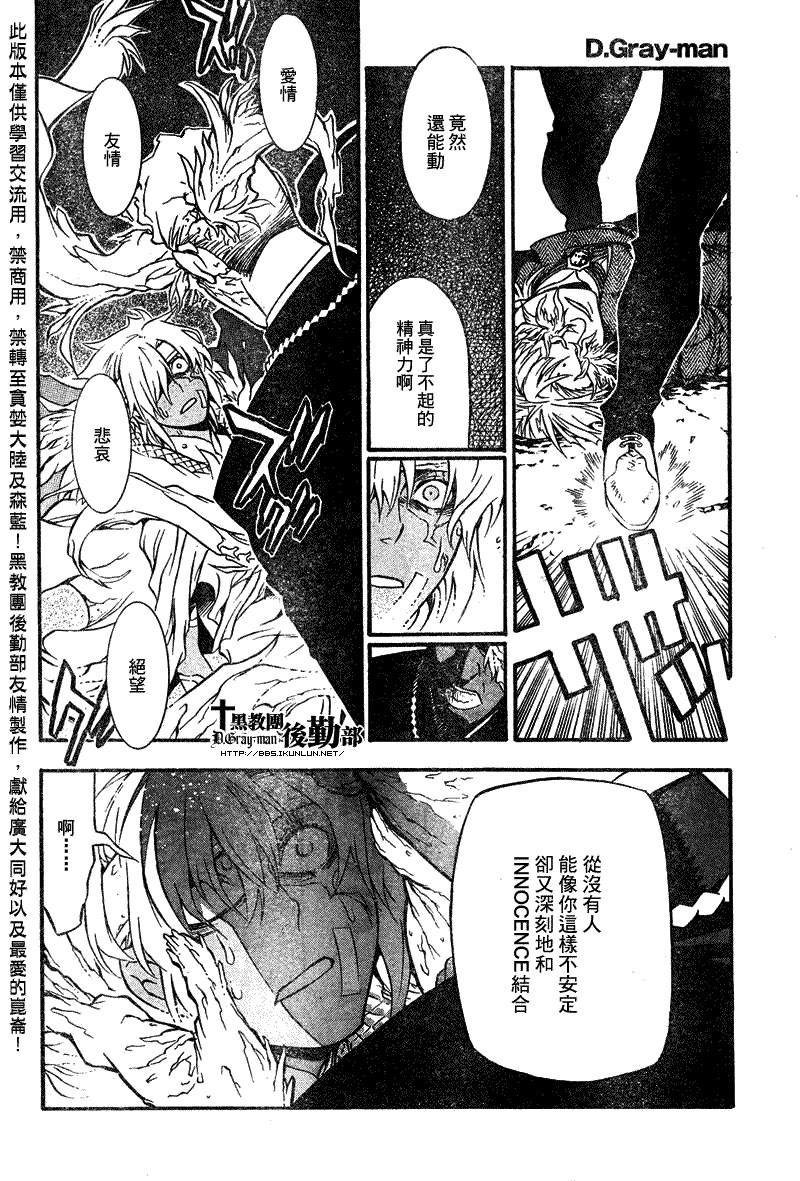 D.Gray-man
竟然
還能動
真是了不起的
精神力啊
愛情
友情
悲哀
絕望
從沒有人
能像你這樣不安定
卻又深刻地和
INNOCENCE結合
啊……
黑教團
D.Gray-man
後勤部
HTTP://BBS.IKUNLUN.NET/
此版本僅供學習交流用，禁商用，禁轉至貪婪大陸及森藍！黑教團後勤部友情製作，獻給廣大同好以及最愛的崑崙！